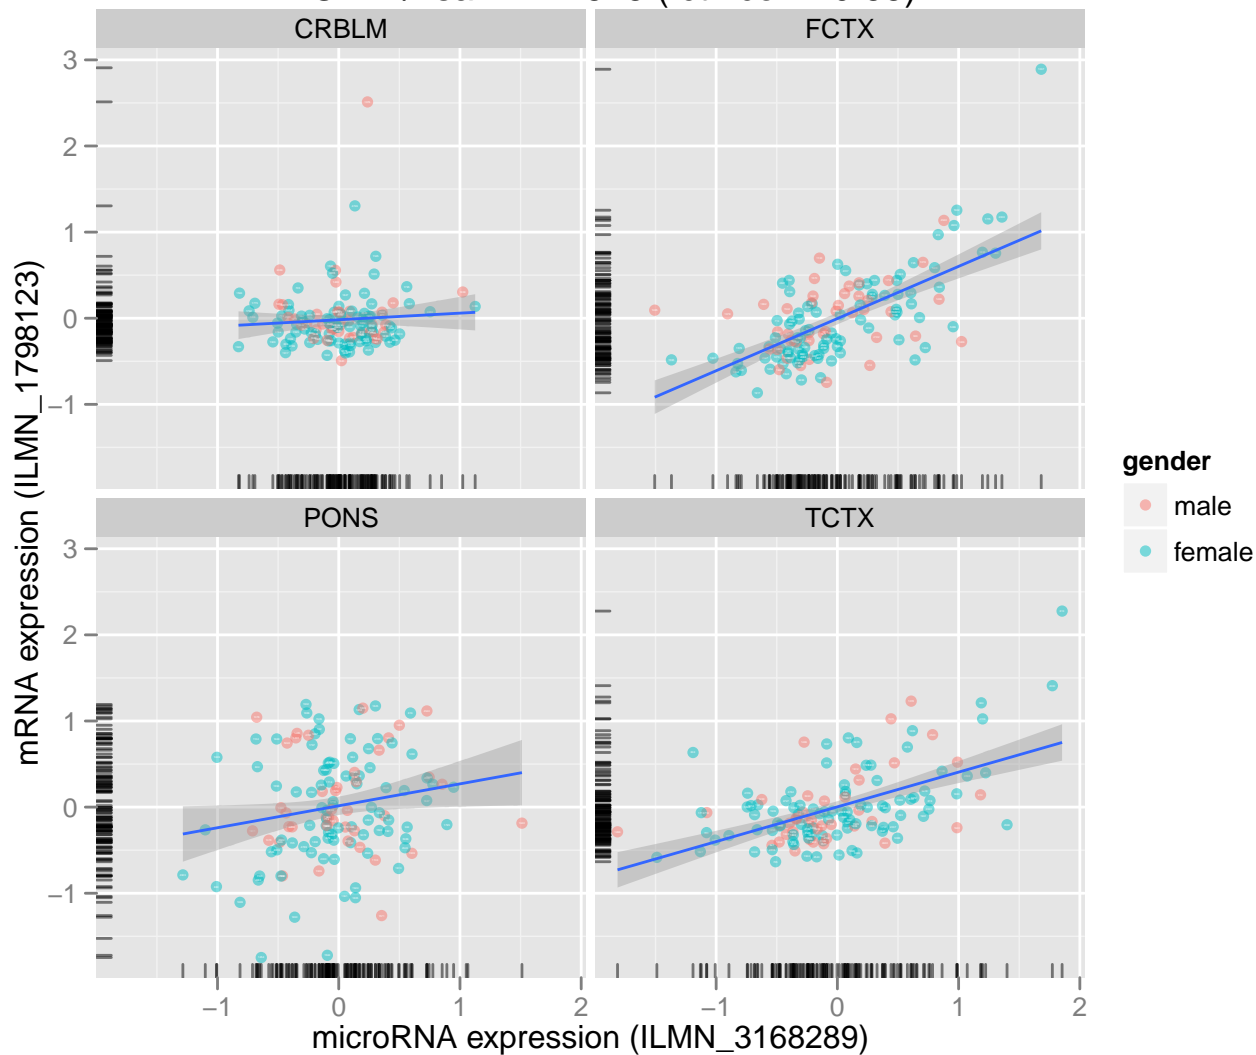 CRBLM
FCTX
3
2
1
0
−1
PONS
TCTX
3
2
1
0
−1
−1 0 1 2
−1 0 1 2
microRNA expression (ILMN_3168289)
mRNA expression (ILMN_1798123)
gender
male
female